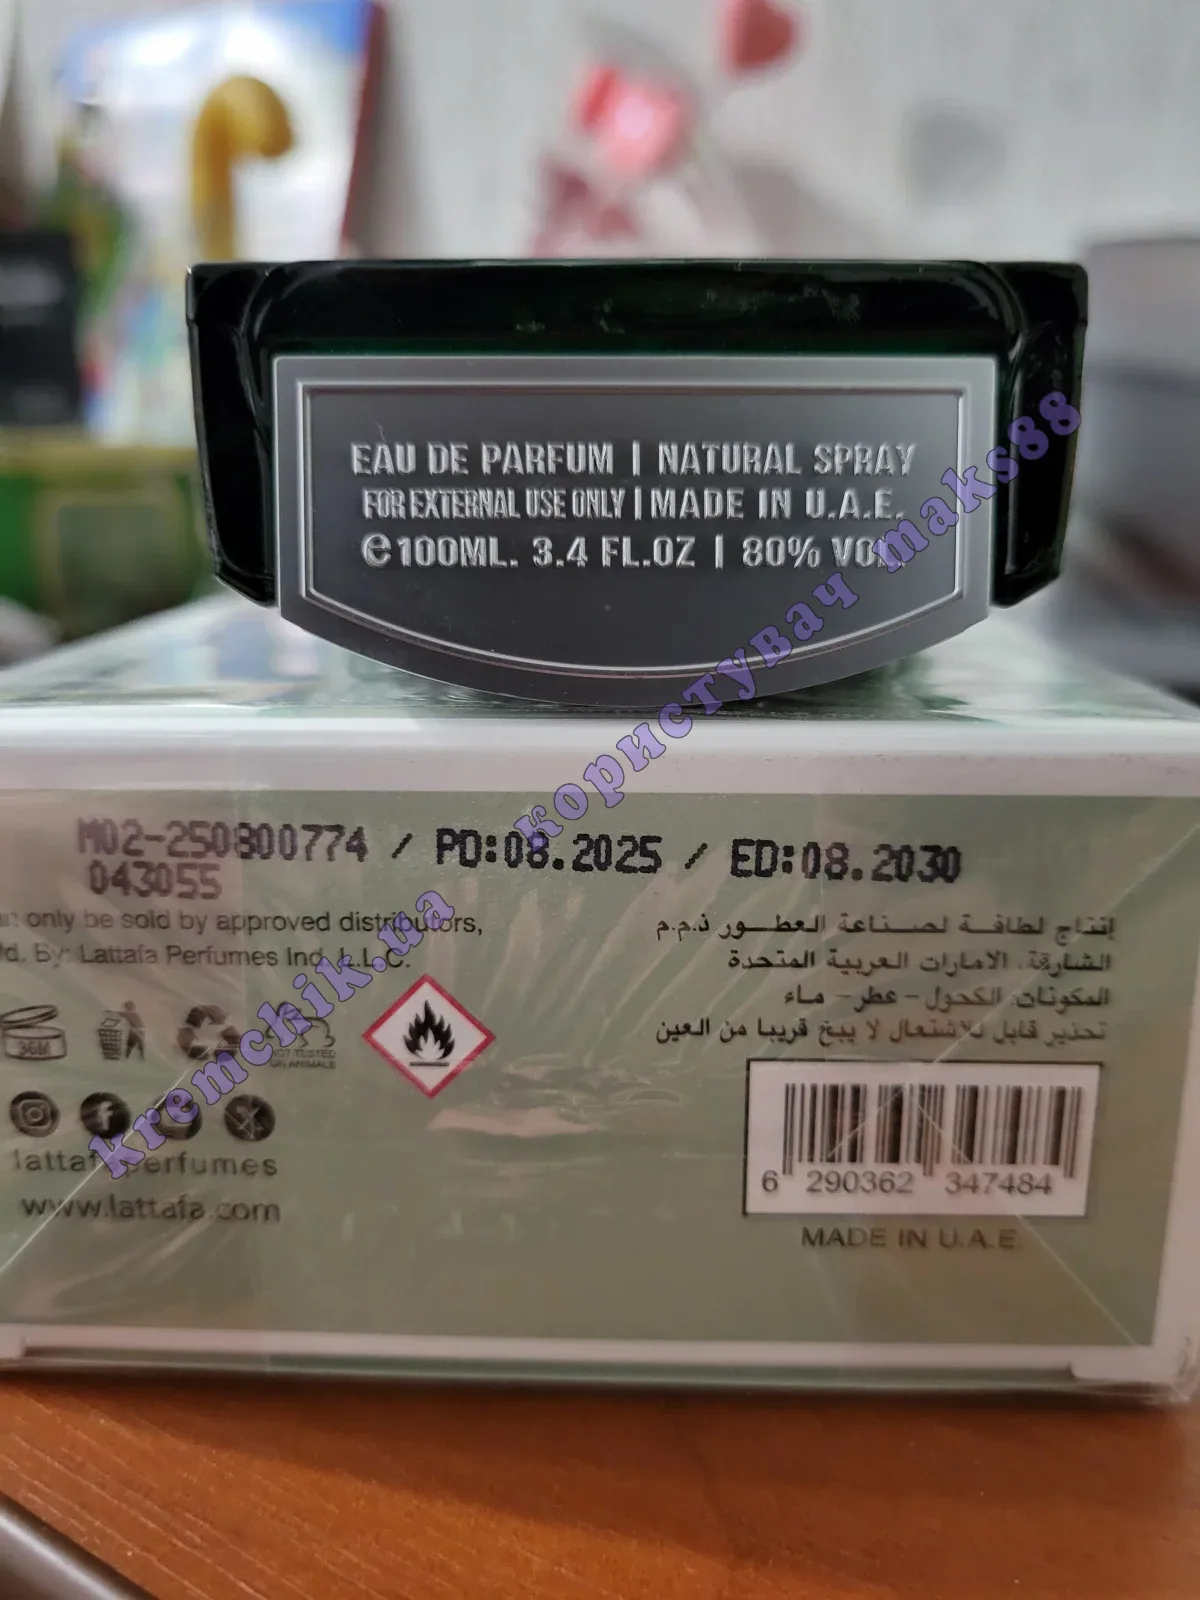 EAU DE PARFUM | NATURAL SPRAY
FOR EXTERNAL USE ONLY | MADE IN U.A.E.
℮100ML. 3.4 FL.OZ | 80% VOL
M02-250800774 / PD:08.2025 / ED:08.2030
043055
only be sold by approved distributors,
By: Lattafa Perfumes Ind. L.L.C.
إنتاج لطافة لصناعة العطور ذ.م.م
الشارقة، الامارات العربية المتحدة
المكونات: الكحول - عطر - ماء
تحذير قابل للاشتعال لا يبخ قريبا من العين
36M
NOT TESTED
ON ANIMALS
lattafaperfumes
www.lattafa.com
6 290362 347484
MADE IN U.A.E.
kremchik.ua користувач maks88